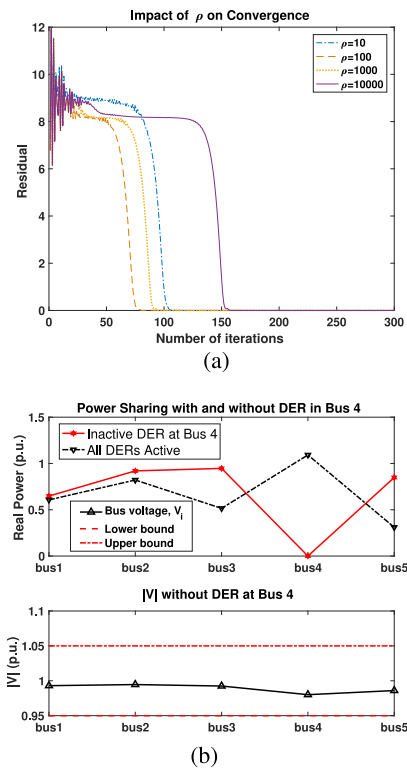 Impact of ρ on Convergence
12
10
8
6
4
2
0
Residual
ρ=10
ρ=100
ρ=1000
ρ=10000
0 50 100 150 200 250 300
Number of iterations
(a)
Power Sharing with and without DER in Bus 4
1.5
1
0.5
0
Real Power (p.u.)
Inactive DER at Bus 4
All DERs Active
Bus voltage, V_i
Lower bound
Upper bound
bus1 bus2 bus3 bus4 bus5
|V| without DER at Bus 4
1.1
1.05
1
0.95
|V| (p.u.)
bus1 bus2 bus3 bus4 bus5
(b)